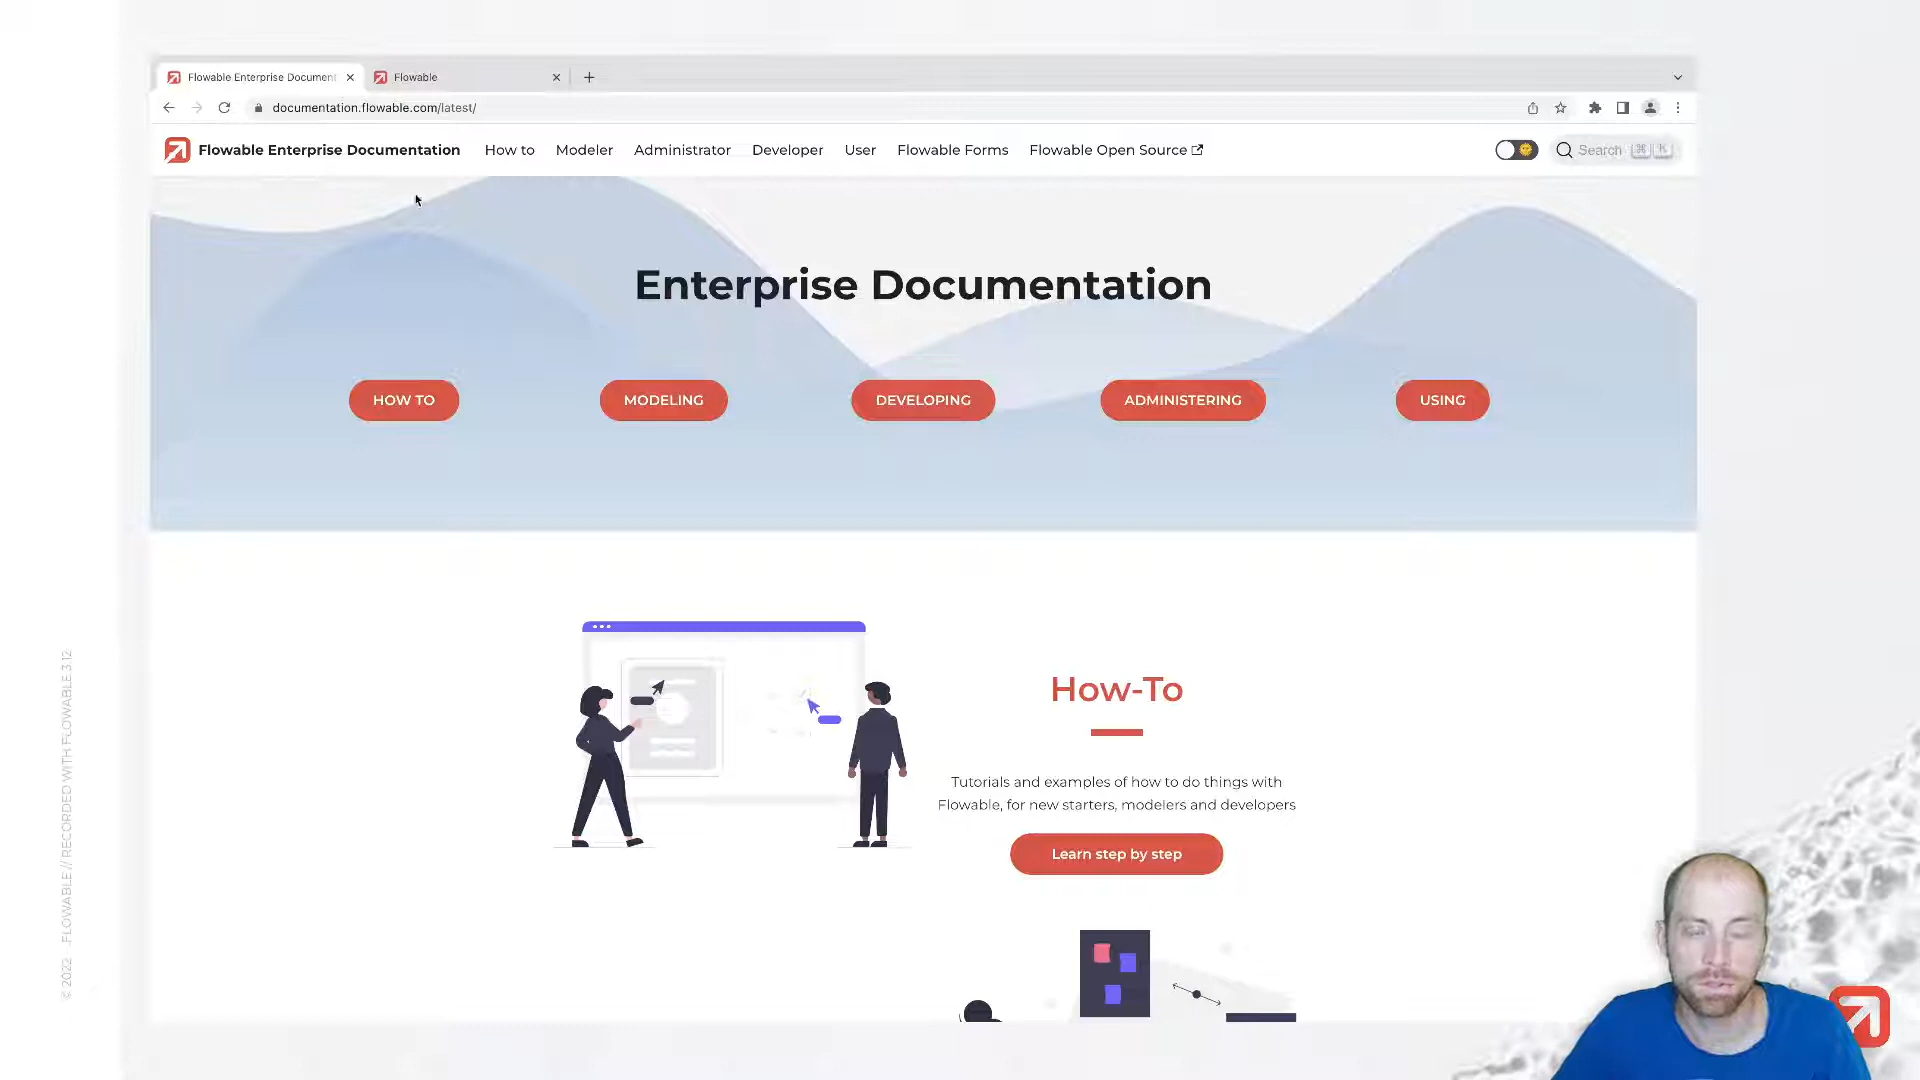 Flowable Enterprise Document
Flowable
documentation.flowable.com/latest/
Flowable Enterprise Documentation
How to
Modeler
Administrator
Developer
User
Flowable Forms
Flowable Open Source
Search ⌘ K
Enterprise Documentation
HOW TO
MODELING
DEVELOPING
ADMINISTERING
USING
How-To
Tutorials and examples of how to do things with
Flowable, for new starters, modelers and developers
Learn step by step
© 2022 FLOWABLE // RECORDED WITH FLOWABLE 3.12